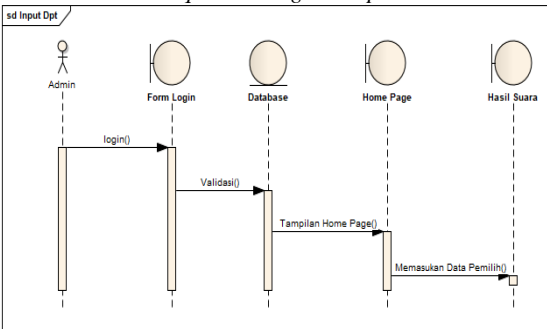 sd Input Dpt
Admin
Form Login
Database
Home Page
Hasil Suara
login()
Validasi()
Tampilan Home Page()
Memasukan Data Pemilih()